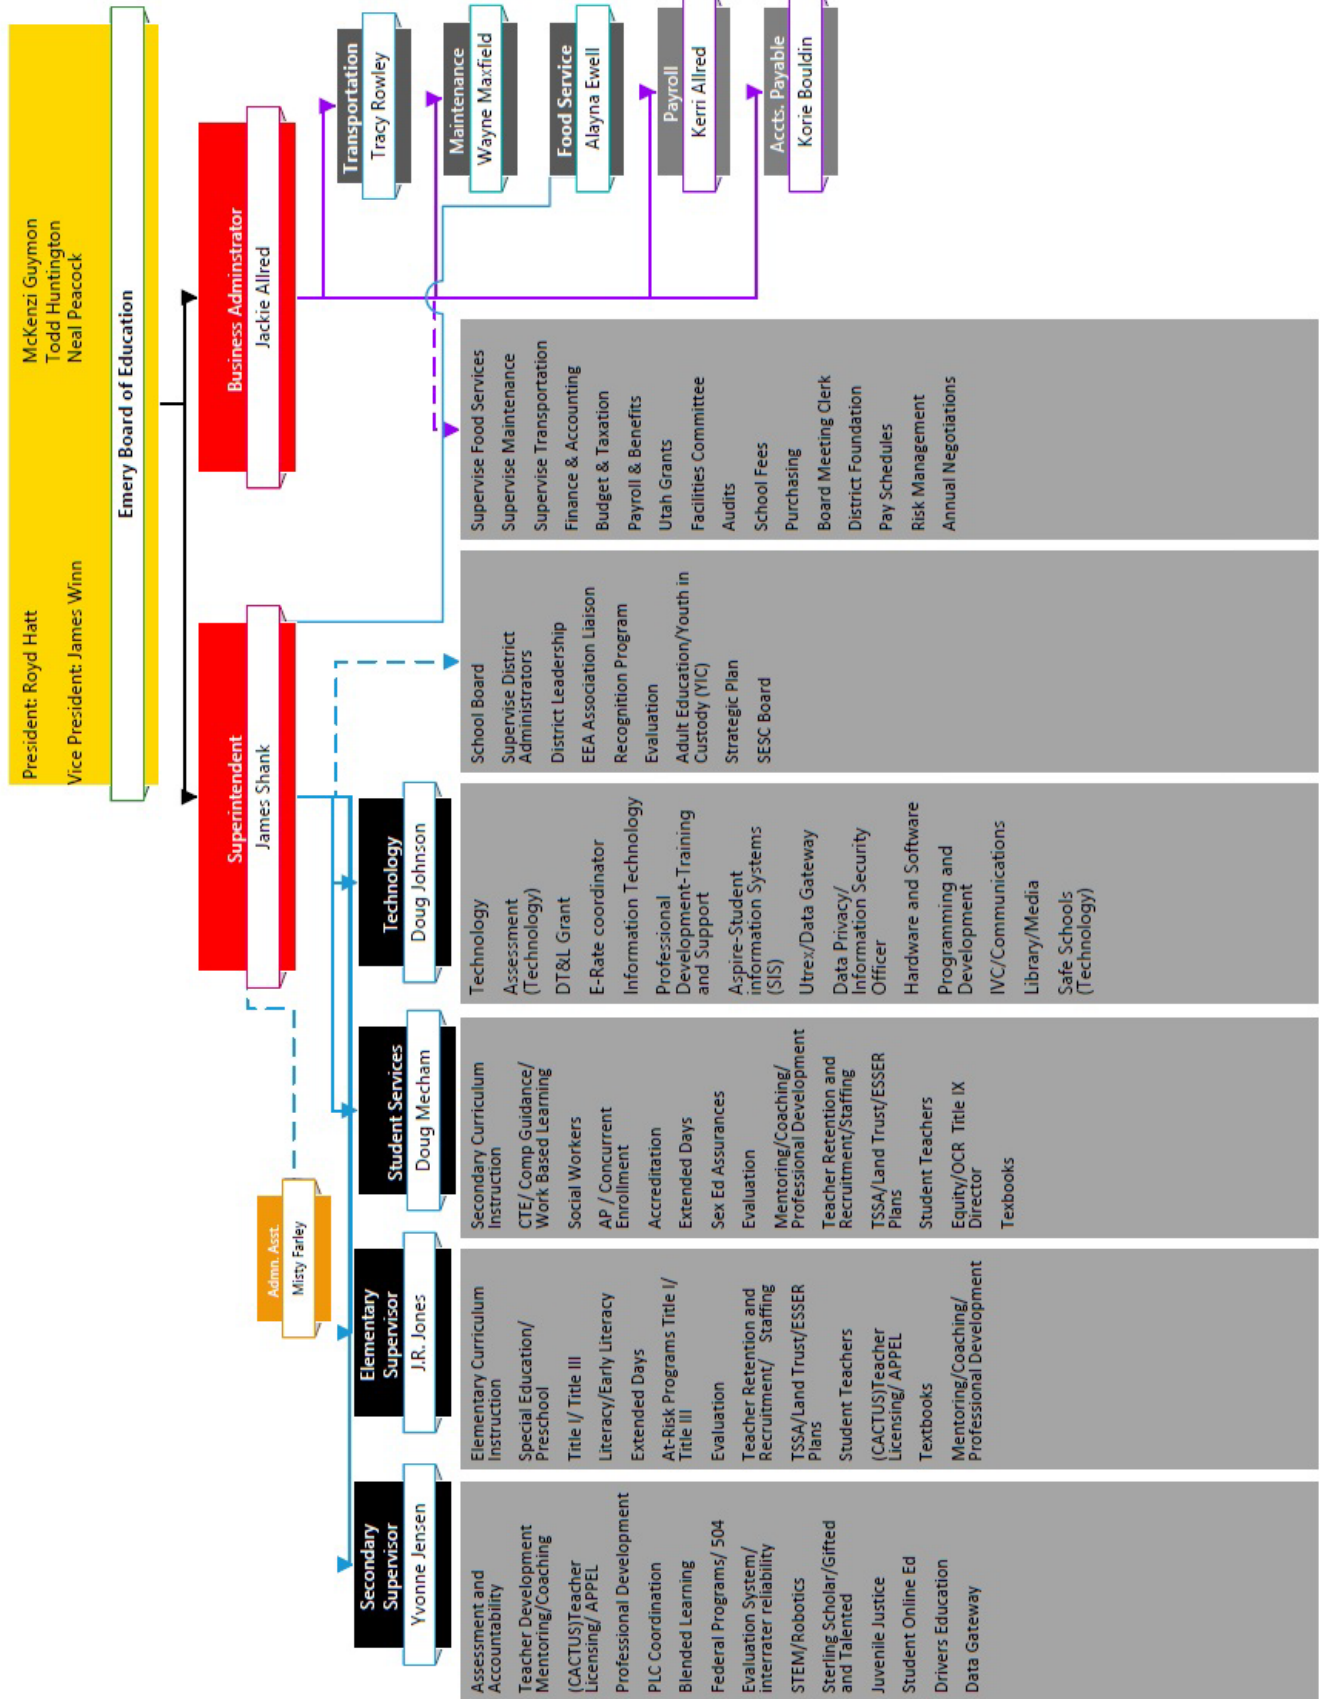 President: Royd Hatt
Vice President: James Winn
McKenzi Guymon
Todd Huntington
Neal Peacock
Emery Board of Education
Superintendent
James Shank
Business Adminstrator
Jackie Allred
Admn. Asst.
Misty Farley
Transportation
Tracy Rowley
Maintenance
Wayne Maxfield
Food Service
Alayna Ewell
Payroll
Kerri Allred
Accts. Payable
Korie Bouldin
Secondary
Supervisor
Yvonne Jensen
Elementary
Supervisor
J.R. Jones
Student Services
Doug Mecham
Technology
Doug Johnson
Assessment and
Accountability
Teacher Development
Mentoring/Coaching
(CACTUS)Teacher
Licensing/ APPEL
Professional Development
PLC Coordination
Blended Learning
Federal Programs/ 504
Evaluation System/
interrater reliability
STEM/Robotics
Sterling Scholar/Gifted
and Talented
Juvenile Justice
Student Online Ed
Drivers Education
Data Gateway
Elementary Curriculum
Instruction
Special Education/
Preschool
Title I/ Title III
Literacy/Early Literacy
Extended Days
At-Risk Programs Title I/
Title III
Evaluation
Teacher Retention and
Recruitment/ Staffing
TSSA/Land Trust/ESSER
Plans
Student Teachers
(CACTUS)Teacher
Licensing/ APPEL
Textbooks
Mentoring/Coaching/
Professional Development
Secondary Curriculum
Instruction
CTE/ Comp Guidance/
Work Based Learning
Social Workers
AP / Concurrent
Enrollment
Accreditation
Extended Days
Sex Ed Assurances
Evaluation
Mentoring/Coaching/
Professional Development
Teacher Retention and
Recruitment/Staffing
TSSA/Land Trust/ESSER
Plans
Student Teachers
Equity/OCR Title IX
Director
Texbooks
Technology
Assessment
(Technology)
DT&L Grant
E-Rate coordinator
Information Technology
Professional
Development-Training
and Support
Aspire-Student
information Systems
(SIS)
Utrex/Data Gateway
Data Privacy/
Information Security
Officer
Hardware and Software
Programming and
Development
IVC/Communications
Library/Media
Safe Schools
(Technology)
School Board
Supervise District
Administrators
District Leadership
EEA Association Liaison
Recognition Program
Evaluation
Adult Education/Youth in
Custody (YIC)
Strategic Plan
SESC Board
Supervise Food Services
Supervise Maintenance
Supervise Transportation
Finance & Accounting
Budget & Taxation
Payroll & Benefits
Utah Grants
Facilities Committee
Audits
School Fees
Purchasing
Board Meeting Clerk
District Foundation
Pay Schedules
Risk Management
Annual Negotiations